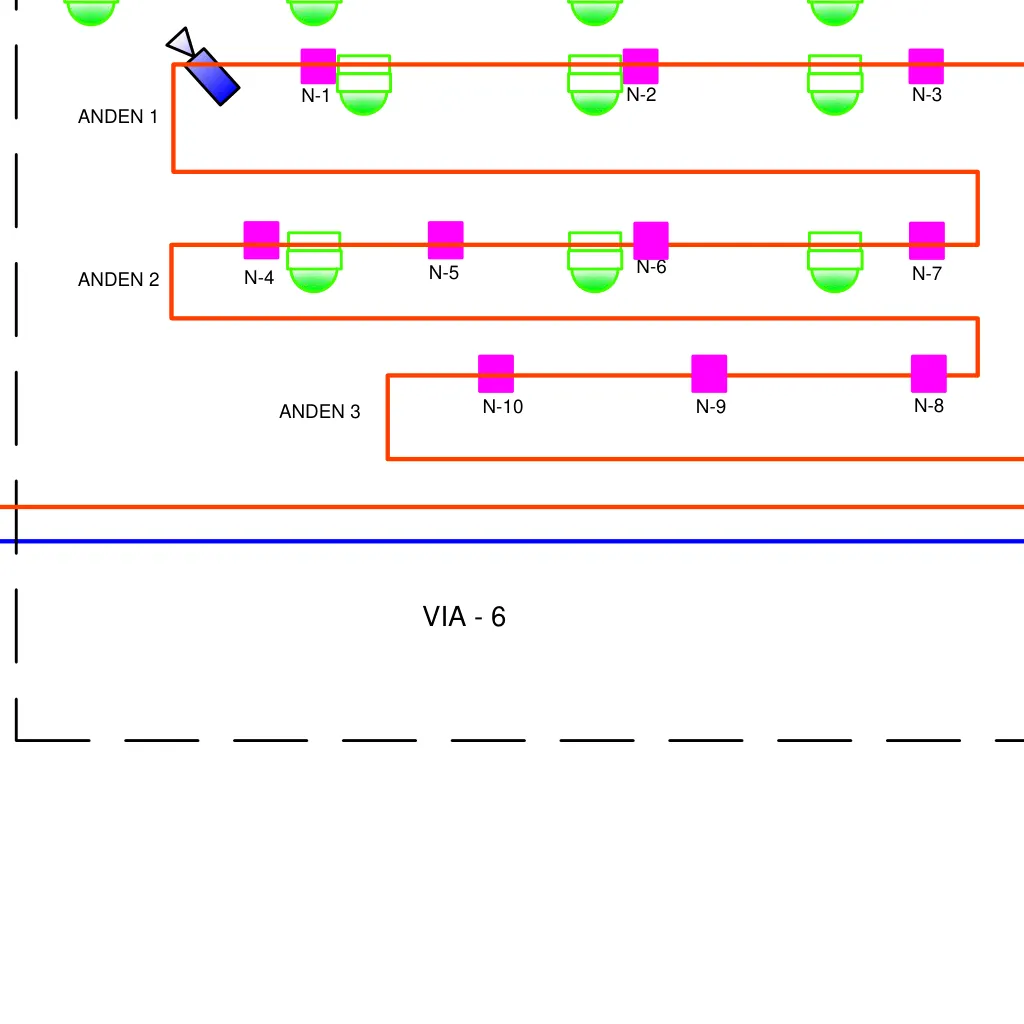 N-1
N-2
N-3
ANDEN 1
ANDEN 2
N-4
N-5
N-6
N-7
ANDEN 3
N-10
N-9
N-8
VIA - 6